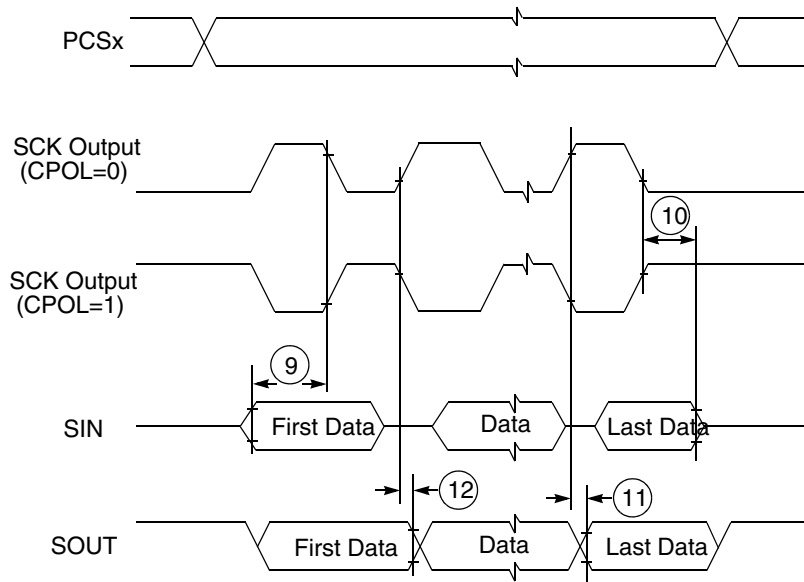 PCSx
SCK Output
(CPOL=0)
10
SCK Output
(CPOL=1)
9
SIN
First Data
Data
Last Data
12
11
SOUT
First Data
Data
Last Data